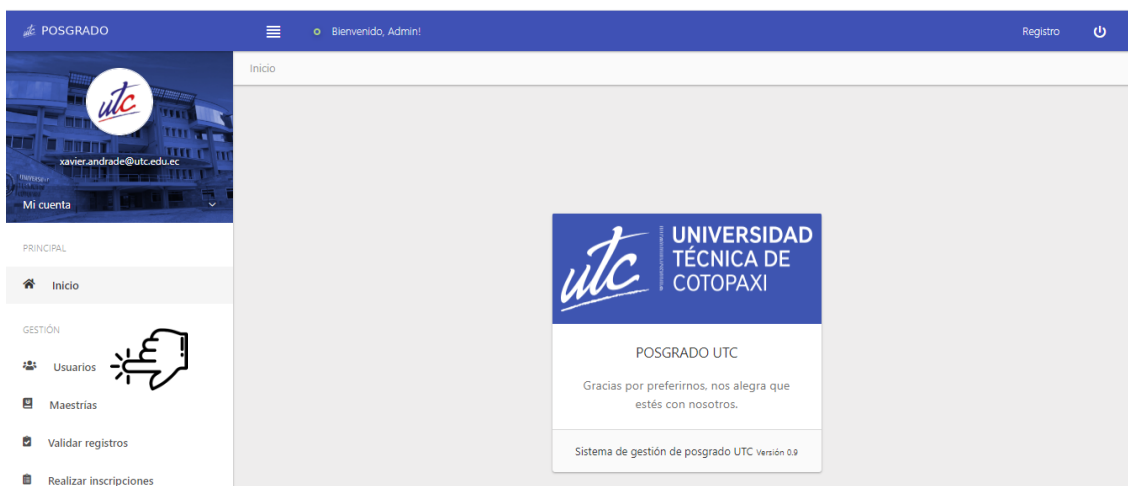 utc POSGRADO
Bienvenido, Admin!
Registro
Inicio
utc
xavier.andrade@utc.edu.ec
Mi cuenta
PRINCIPAL
Inicio
GESTIÓN
Usuarios
Maestrías
Validar registros
Realizar inscripciones
utc
UNIVERSIDAD
TÉCNICA DE
COTOPAXI
POSGRADO UTC
Gracias por preferirnos, nos alegra que
estés con nosotros.
Sistema de gestión de posgrado UTC Versión 0.9